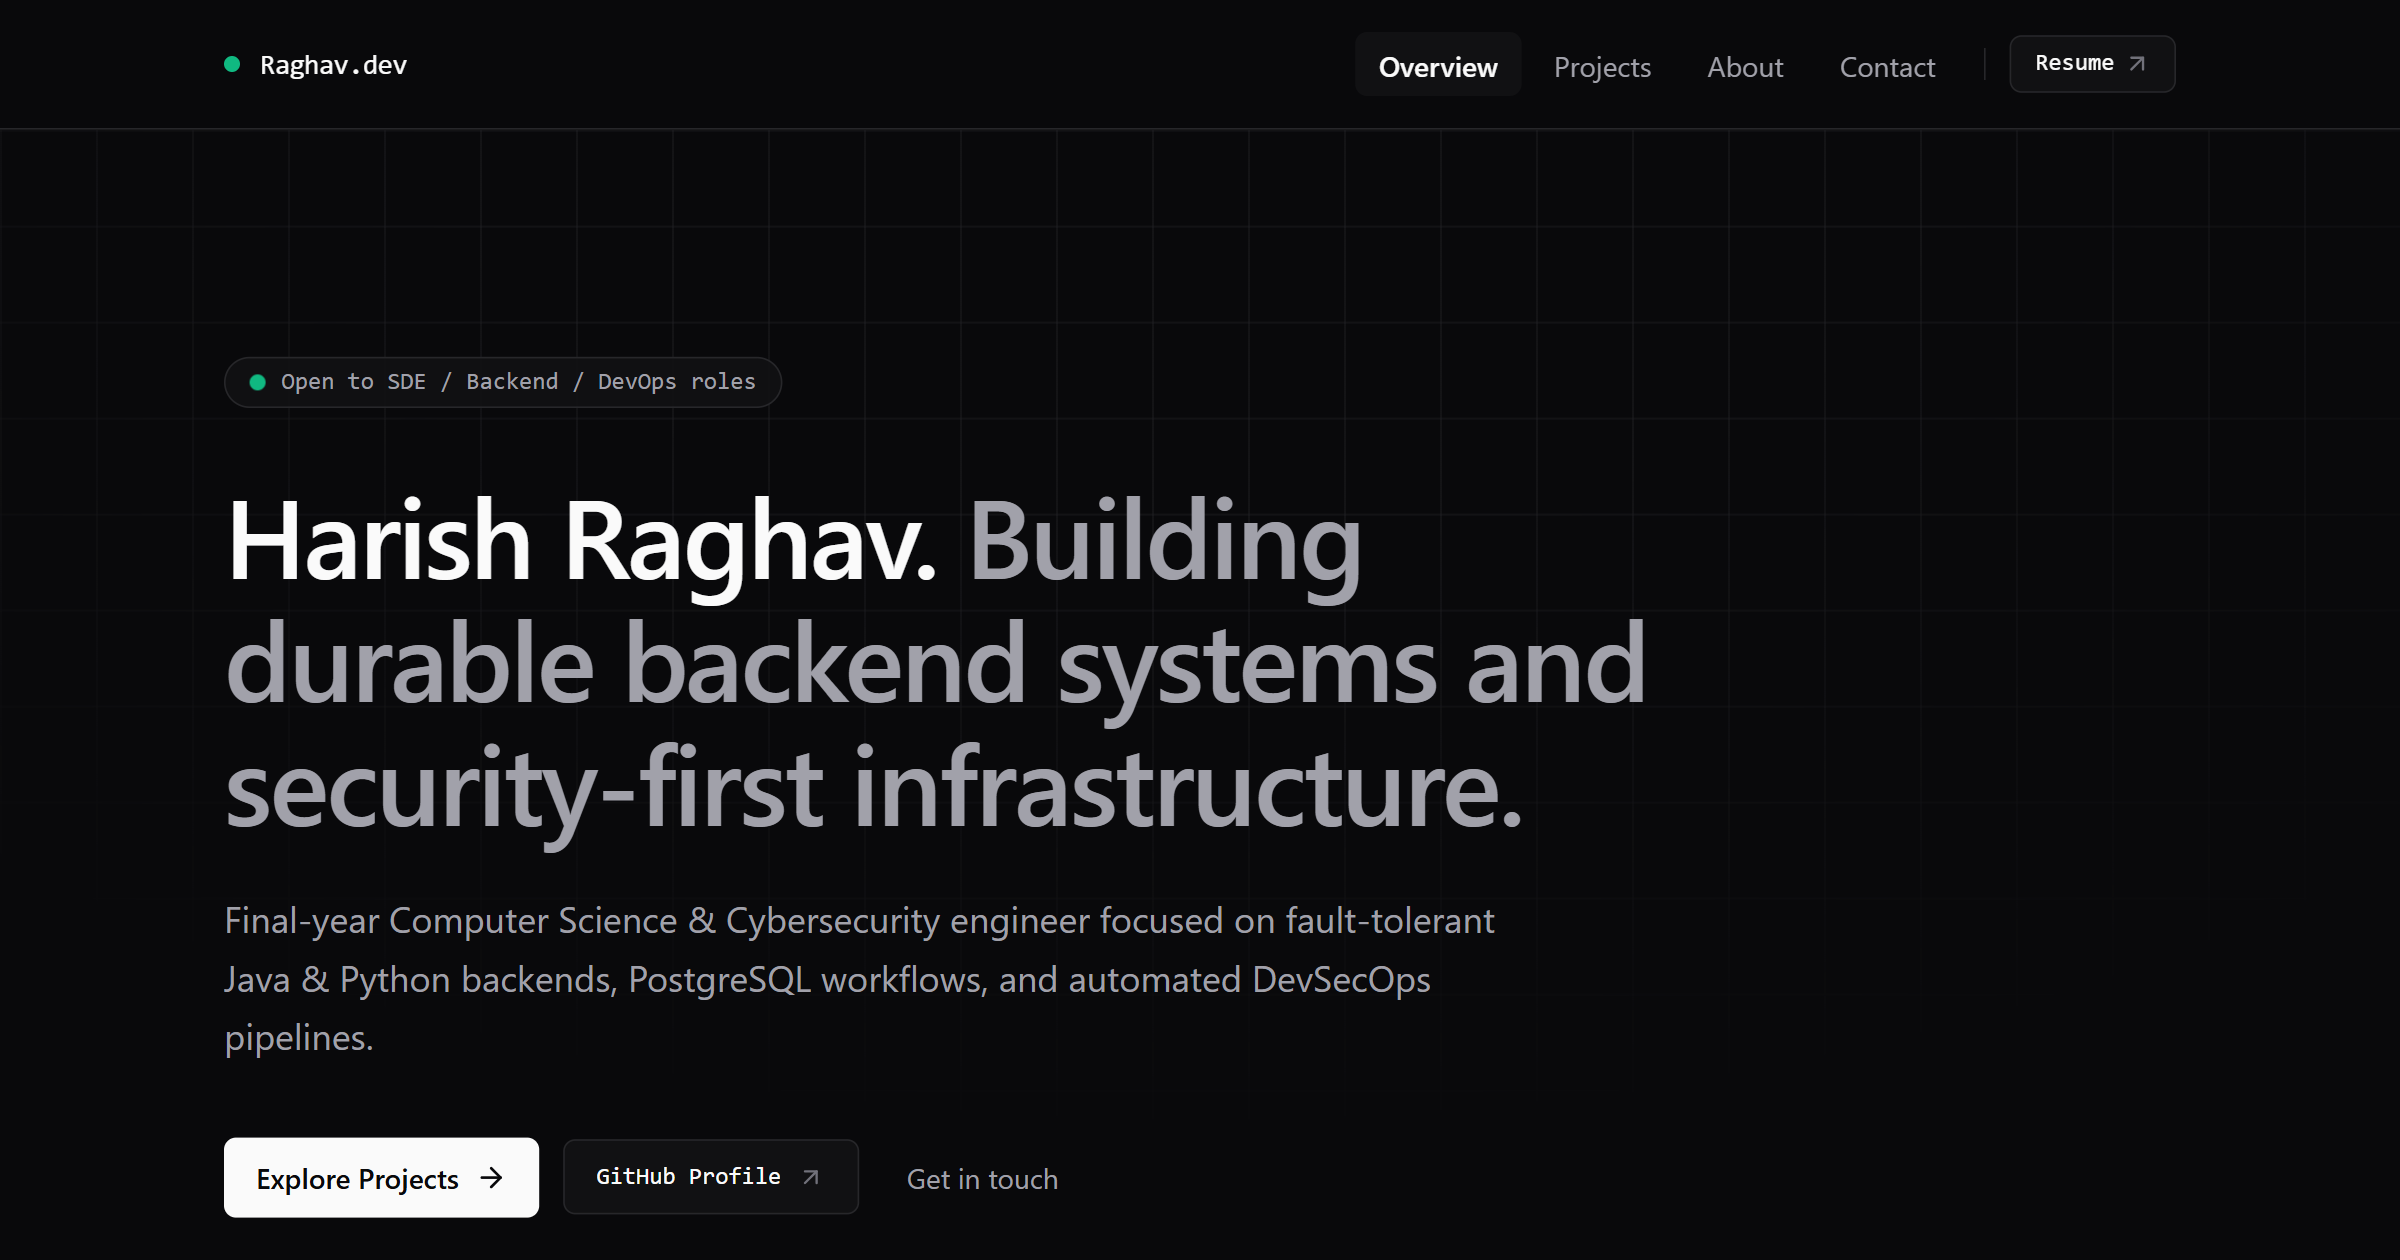 Raghav.dev
Overview
Projects
About
Contact
Resume
Open to SDE / Backend / DevOps roles
Harish Raghav. Building
durable backend systems and
security-first infrastructure.
Final-year Computer Science & Cybersecurity engineer focused on fault-tolerant
Java & Python backends, PostgreSQL workflows, and automated DevSecOps
pipelines.
Explore Projects
GitHub Profile
Get in touch